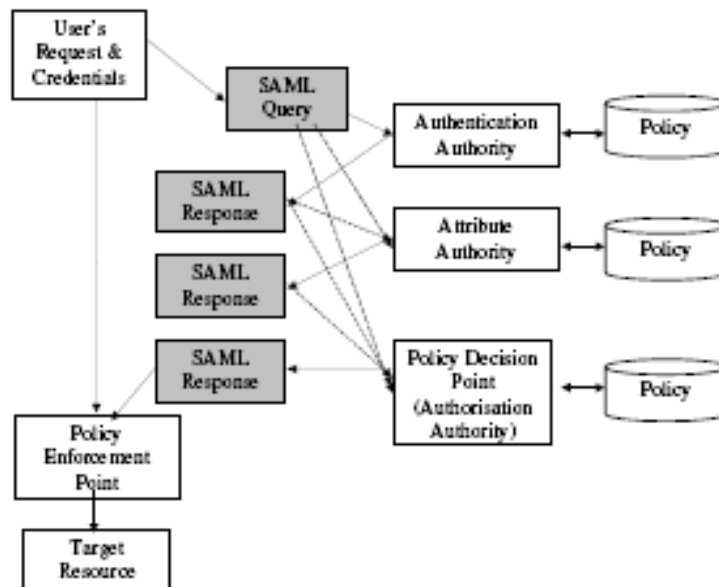 User's
Request &
Credentials
SAML
Query
Authentication
Authority
Policy
SAML
Response
Attribute
Authority
Policy
SAML
Response
SAML
Response
Policy Decision
Point
(Authorisation
Authority)
Policy
Policy
Enforcement
Point
Target
Resource